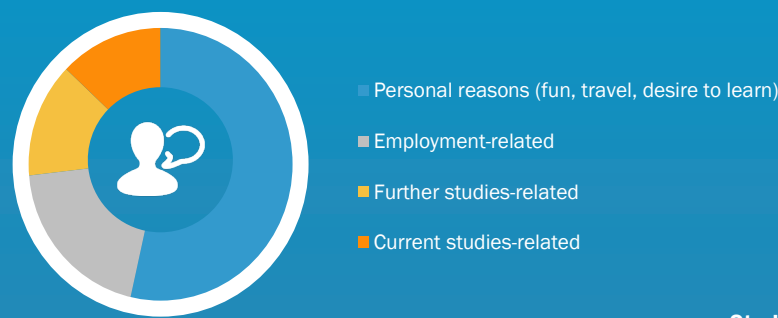 Personal reasons (fun, travel, desire to learn)
Employment-related
Further studies-related
Current studies-related